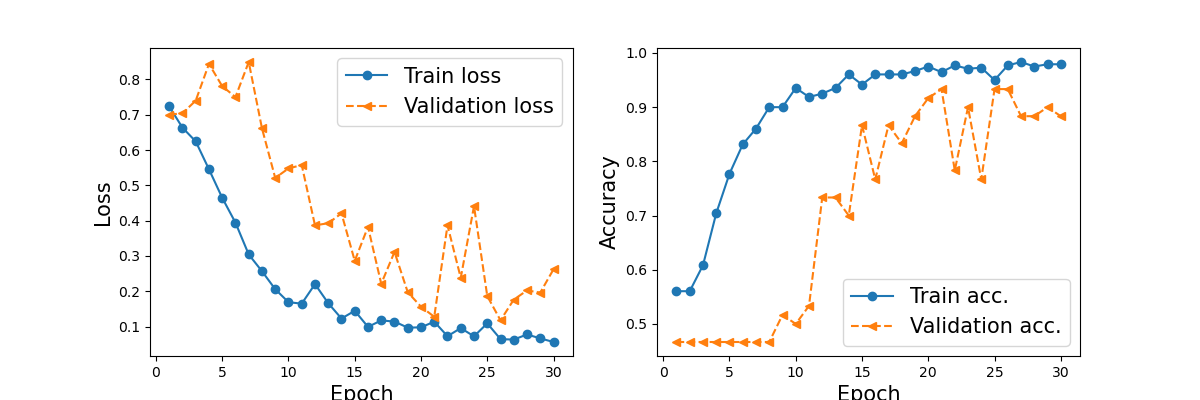 0.8
0.7
0.6
0.5
0.4
0.3
0.2
0.1
Loss
0 5 10 15 20 25 30
Epoch
Train loss
Validation loss
1.0
0.9
0.8
0.7
0.6
0.5
Accuracy
0 5 10 15 20 25 30
Epoch
Train acc.
Validation acc.